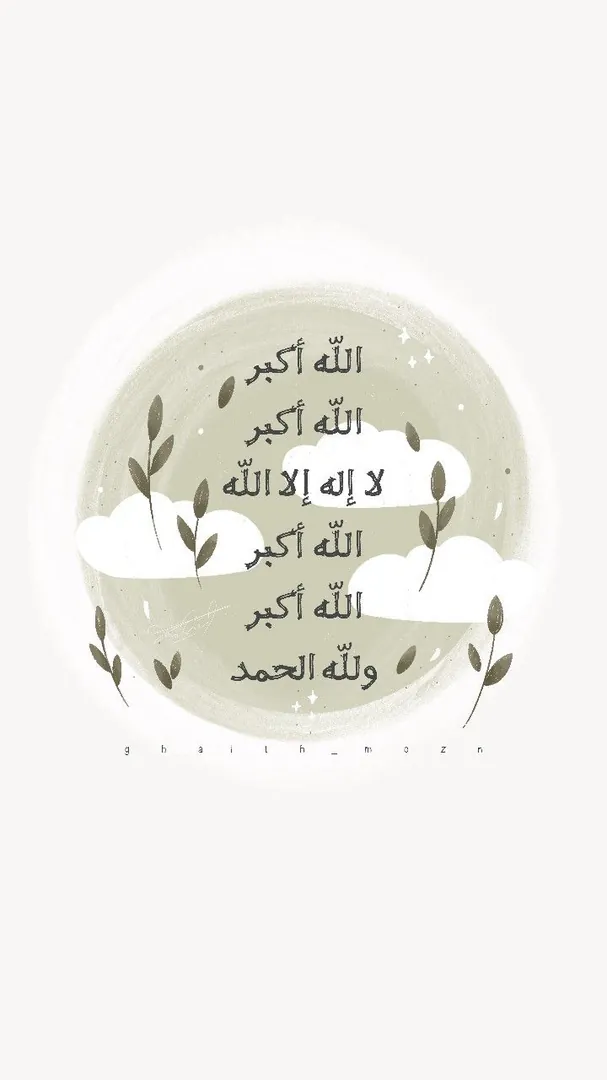 اللّه أكبر
اللّه أكبر
لا إله إلا اللّه
اللّه أكبر
اللّه أكبر
وللّه الحمد
ghaith_mozn